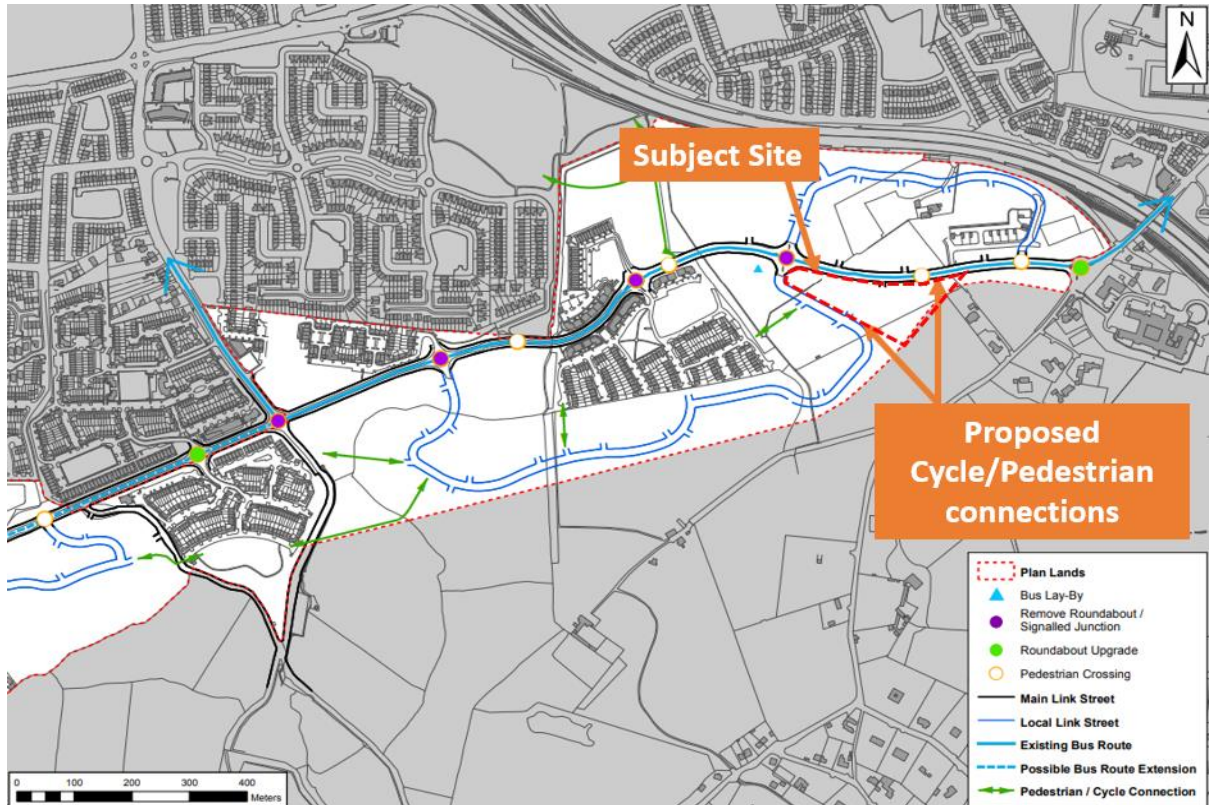 N
Subject Site
Proposed
Cycle/Pedestrian
connections
Plan Lands
Bus Lay-By
Remove Roundabout /
Signalled Junction
Roundabout Upgrade
Pedestrian Crossing
Main Link Street
Local Link Street
Existing Bus Route
Possible Bus Route Extension
Pedestrian / Cycle Connection
0 100 200 300 400
Meters